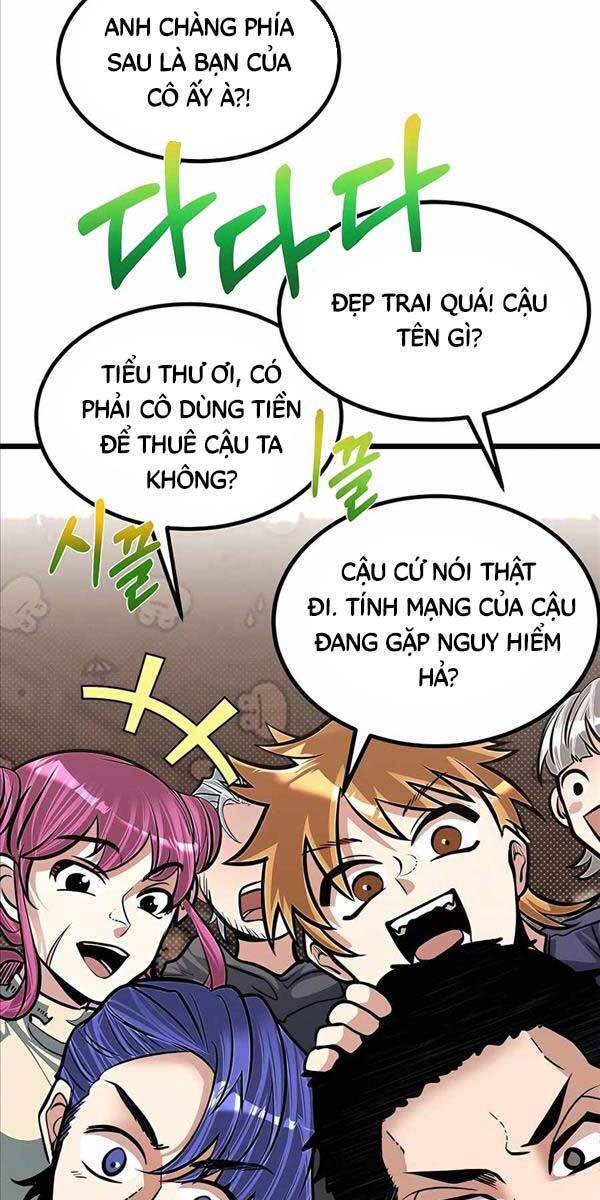 ANH CHÀNG PHÍA
SAU LÀ BẠN CỦA
CÔ ẤY À?!
다다다
ĐẸP TRAI QUÁ! CẬU
TÊN GÌ?
TIỂU THƯ ƠI, CÓ
PHẢI CÔ DÙNG TIỀN
ĐỂ THUÊ CẬU TA
KHÔNG?
시끌
시끌
CẬU CỨ NÓI THẬT
ĐI. TÍNH MẠNG CỦA CẬU
ĐANG GẶP NGUY HIỂM
HẢ?